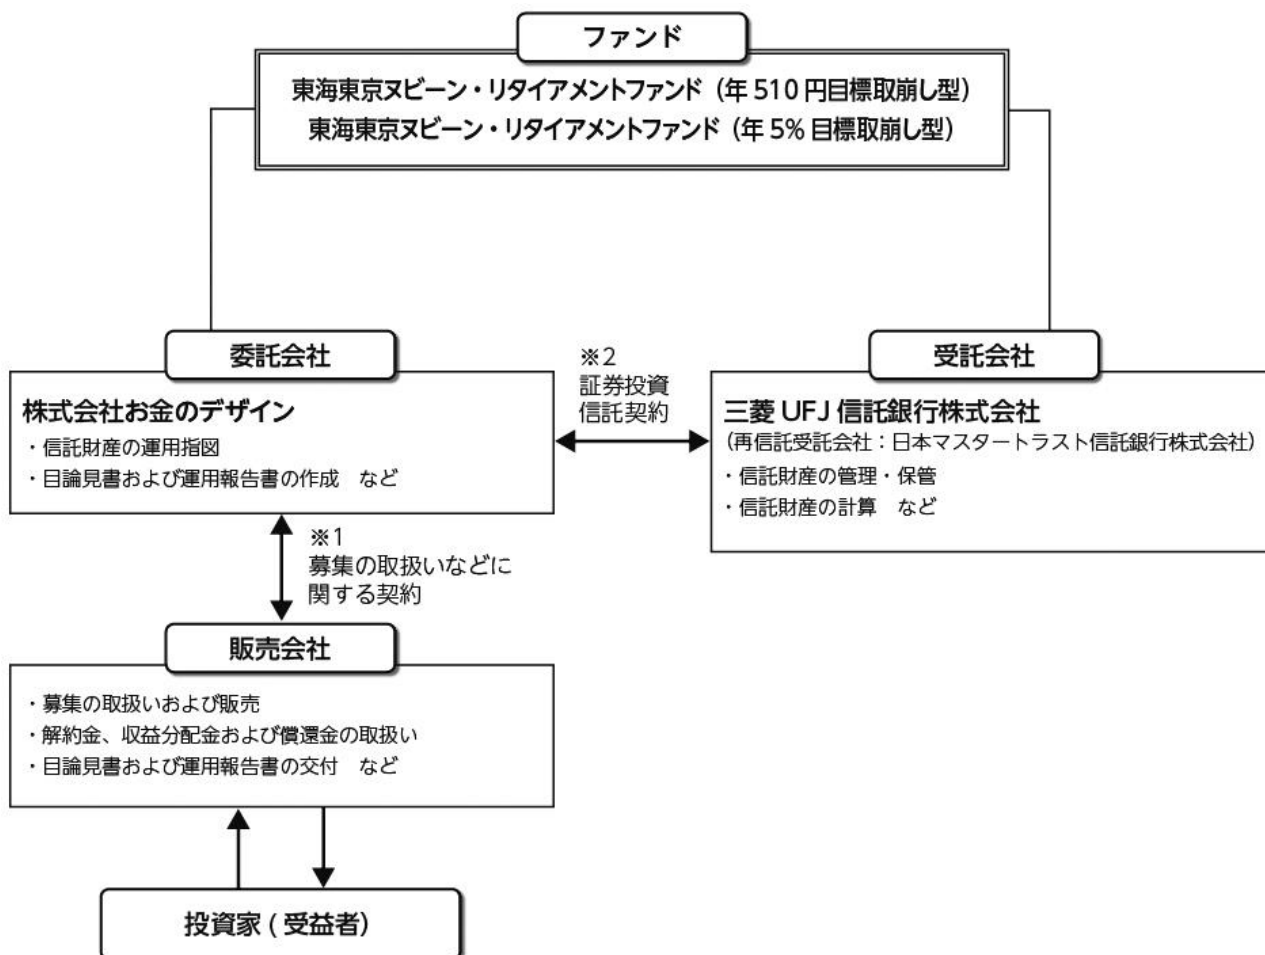 ファンド
東海東京ヌビーン・リタイアメントファンド（年 510 円目標取崩し型）
東海東京ヌビーン・リタイアメントファンド（年 5% 目標取崩し型）
委託会社
株式会社お金のデザイン
・信託財産の運用指図
・目論見書および運用報告書の作成　など
※2
証券投資
信託契約
受託会社
三菱 UFJ 信託銀行株式会社
（再信託受託会社：日本マスタートラスト信託銀行株式会社）
・信託財産の管理・保管
・信託財産の計算　など
※1
募集の取扱いなどに
関する契約
販売会社
・募集の取扱いおよび販売
・解約金、収益分配金および償還金の取扱い
・目論見書および運用報告書の交付　など
投資家 ( 受益者)